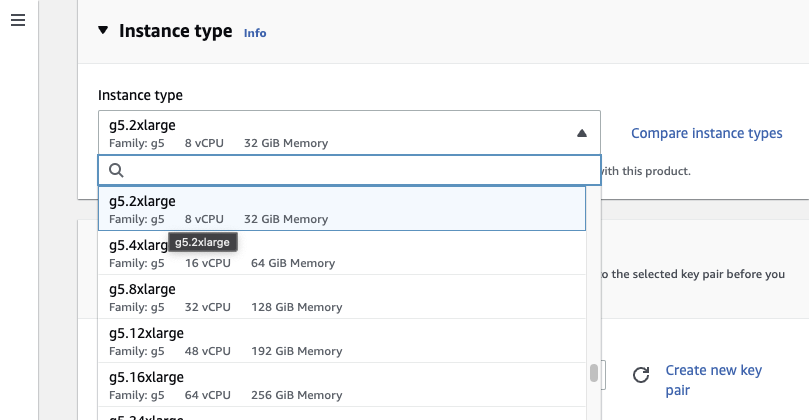 Instance type Info
Instance type
g5.2xlarge
Family: g5 8 vCPU 32 GiB Memory
Compare instance types
with this product.
g5.2xlarge
Family: g5 8 vCPU 32 GiB Memory
g5.2xlarge
g5.4xlarg
Family: g5 16 vCPU 64 GiB Memory
o the selected key pair before you
g5.8xlarge
Family: g5 32 vCPU 128 GiB Memory
g5.12xlarge
Family: g5 48 vCPU 192 GiB Memory
g5.16xlarge
Family: g5 64 vCPU 256 GiB Memory
Create new key
pair